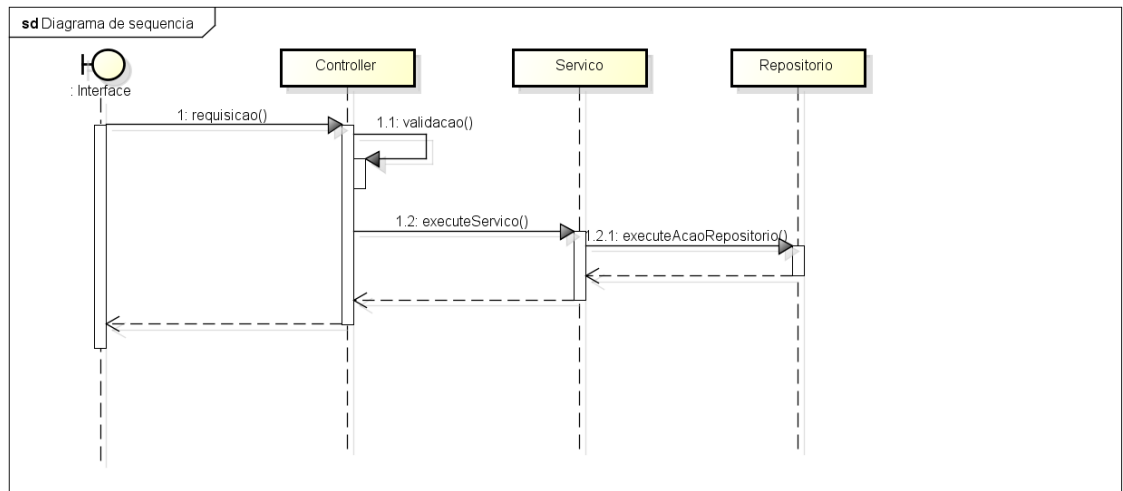 sd Diagrama de sequencia
: Interface
Controller
Servico
Repositorio
1: requisicao()
1.1: validacao()
1.2: executeServico()
1.2.1: executeAcaoRepositorio()